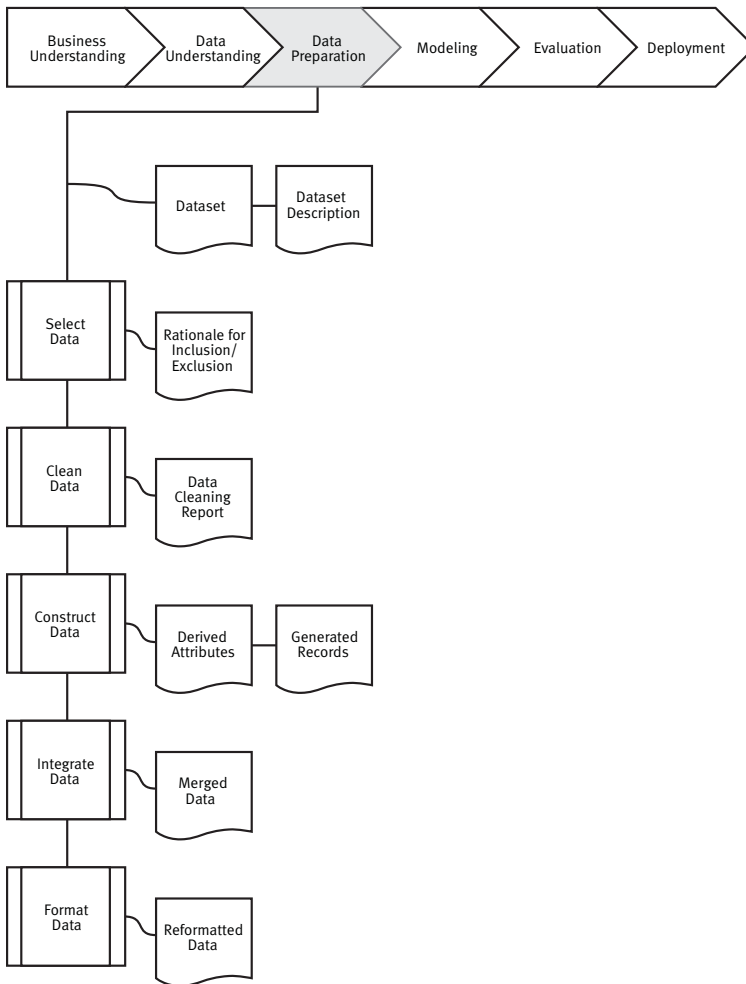 Business
Understanding
Data
Understanding
Data
Preparation
Modeling
Evaluation
Deployment
Dataset
Dataset
Description
Select
Data
Rationale for
Inclusion/
Exclusion
Clean
Data
Data
Cleaning
Report
Construct
Data
Derived
Attributes
Generated
Records
Integrate
Data
Merged
Data
Format
Data
Reformatted
Data